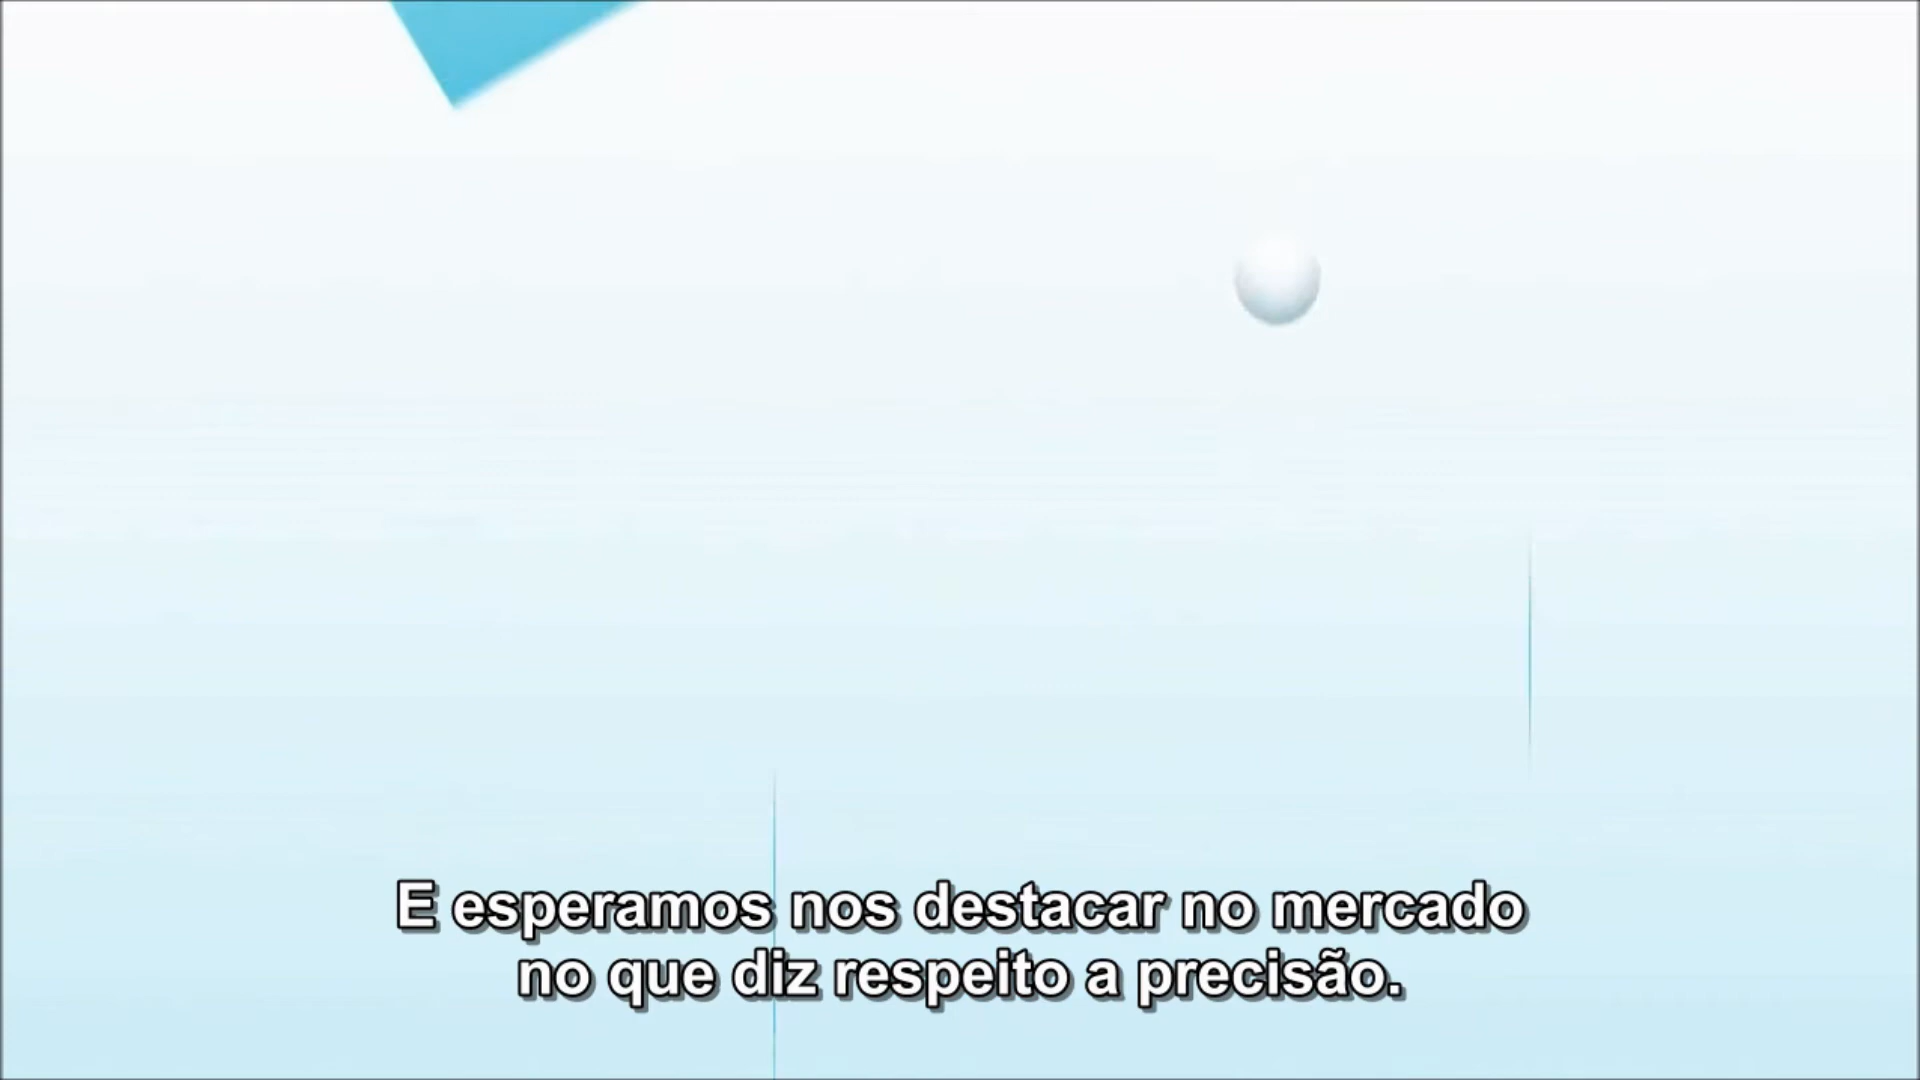 E esperamos nos destacar no mercado
no que diz respeito a precisão.